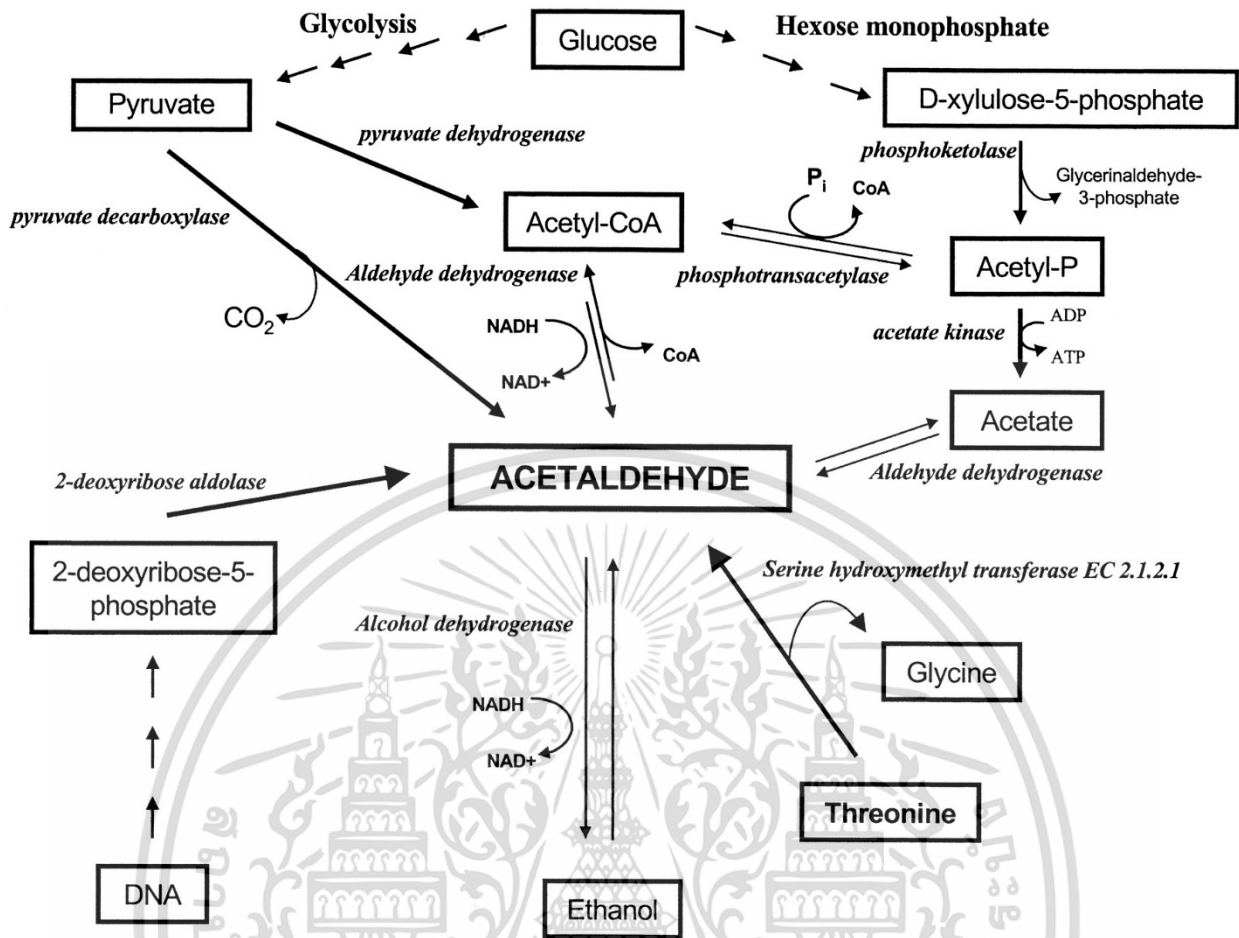 Glycolysis
Glucose
Hexose monophosphate
Pyruvate
D-xylulose-5-phosphate
pyruvate dehydrogenase
phosphoketolase
Glycerinaldehyde-
3-phosphate
Pi
CoA
pyruvate decarboxylase
Acetyl-CoA
Acetyl-P
Aldehyde dehydrogenase
phosphotransacetylase
CO2
NADH
NAD+
CoA
acetate kinase
ADP
ATP
Acetate
ACETALDEHYDE
Aldehyde dehydrogenase
2-deoxyribose aldolase
2-deoxyribose-5-
phosphate
Serine hydroxymethyl transferase EC 2.1.2.1
Alcohol dehydrogenase
Glycine
NADH
NAD+
Threonine
DNA
Ethanol